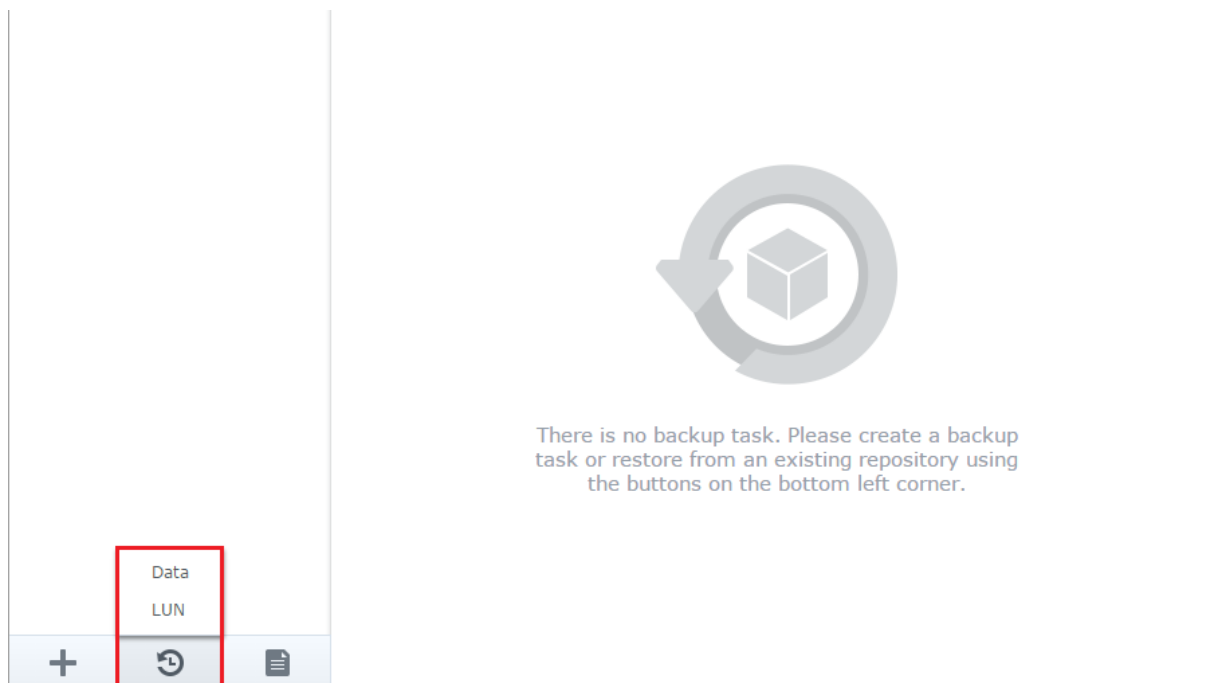 There is no backup task. Please create a backup
task or restore from an existing repository using
the buttons on the bottom left corner.
Data
LUN